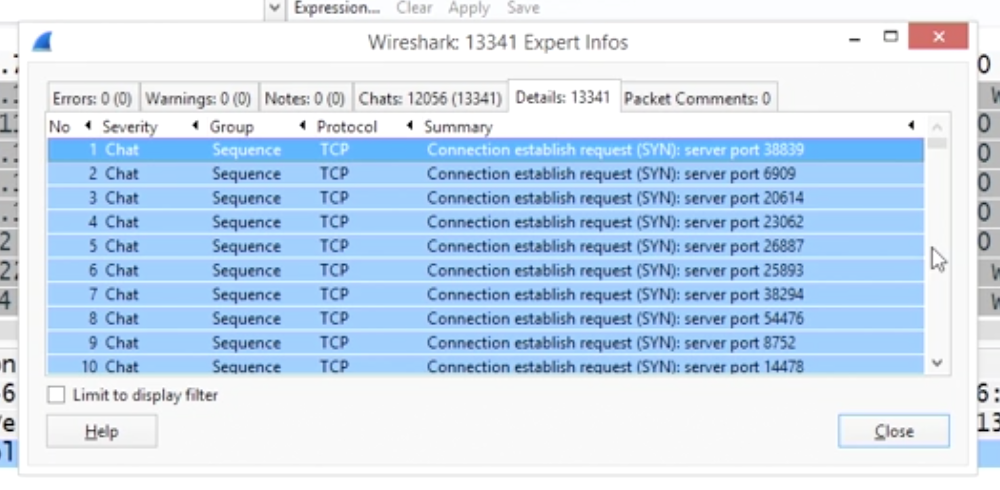 Expression... Clear Apply Save
Wireshark: 13341 Expert Infos
Errors: 0 (0) Warnings: 0 (0) Notes: 0 (0) Chats: 12056 (13341) Details: 13341 Packet Comments: 0
No Severity Group Protocol Summary
1 Chat Sequence TCP Connection establish request (SYN): server port 38839
2 Chat Sequence TCP Connection establish request (SYN): server port 6909
3 Chat Sequence TCP Connection establish request (SYN): server port 20614
4 Chat Sequence TCP Connection establish request (SYN): server port 23062
5 Chat Sequence TCP Connection establish request (SYN): server port 26887
6 Chat Sequence TCP Connection establish request (SYN): server port 25893
7 Chat Sequence TCP Connection establish request (SYN): server port 38294
8 Chat Sequence TCP Connection establish request (SYN): server port 54476
9 Chat Sequence TCP Connection establish request (SYN): server port 8752
10 Chat Sequence TCP Connection establish request (SYN): server port 14478
Limit to display filter
Help Close